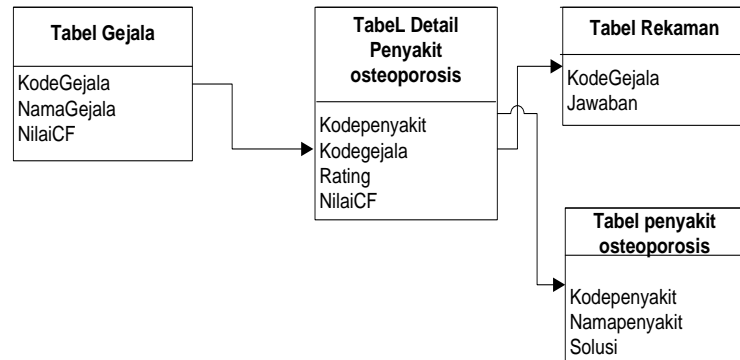 Tabel Gejala
KodeGejala
NamaGejala
NilaiCF
TabeL Detail
Penyakit
osteoporosis
Kodepenyakit
Kodegejala
Rating
NilaiCF
Tabel Rekaman
KodeGejala
Jawaban
Tabel penyakit
osteoporosis
Kodepenyakit
Namapenyakit
Solusi